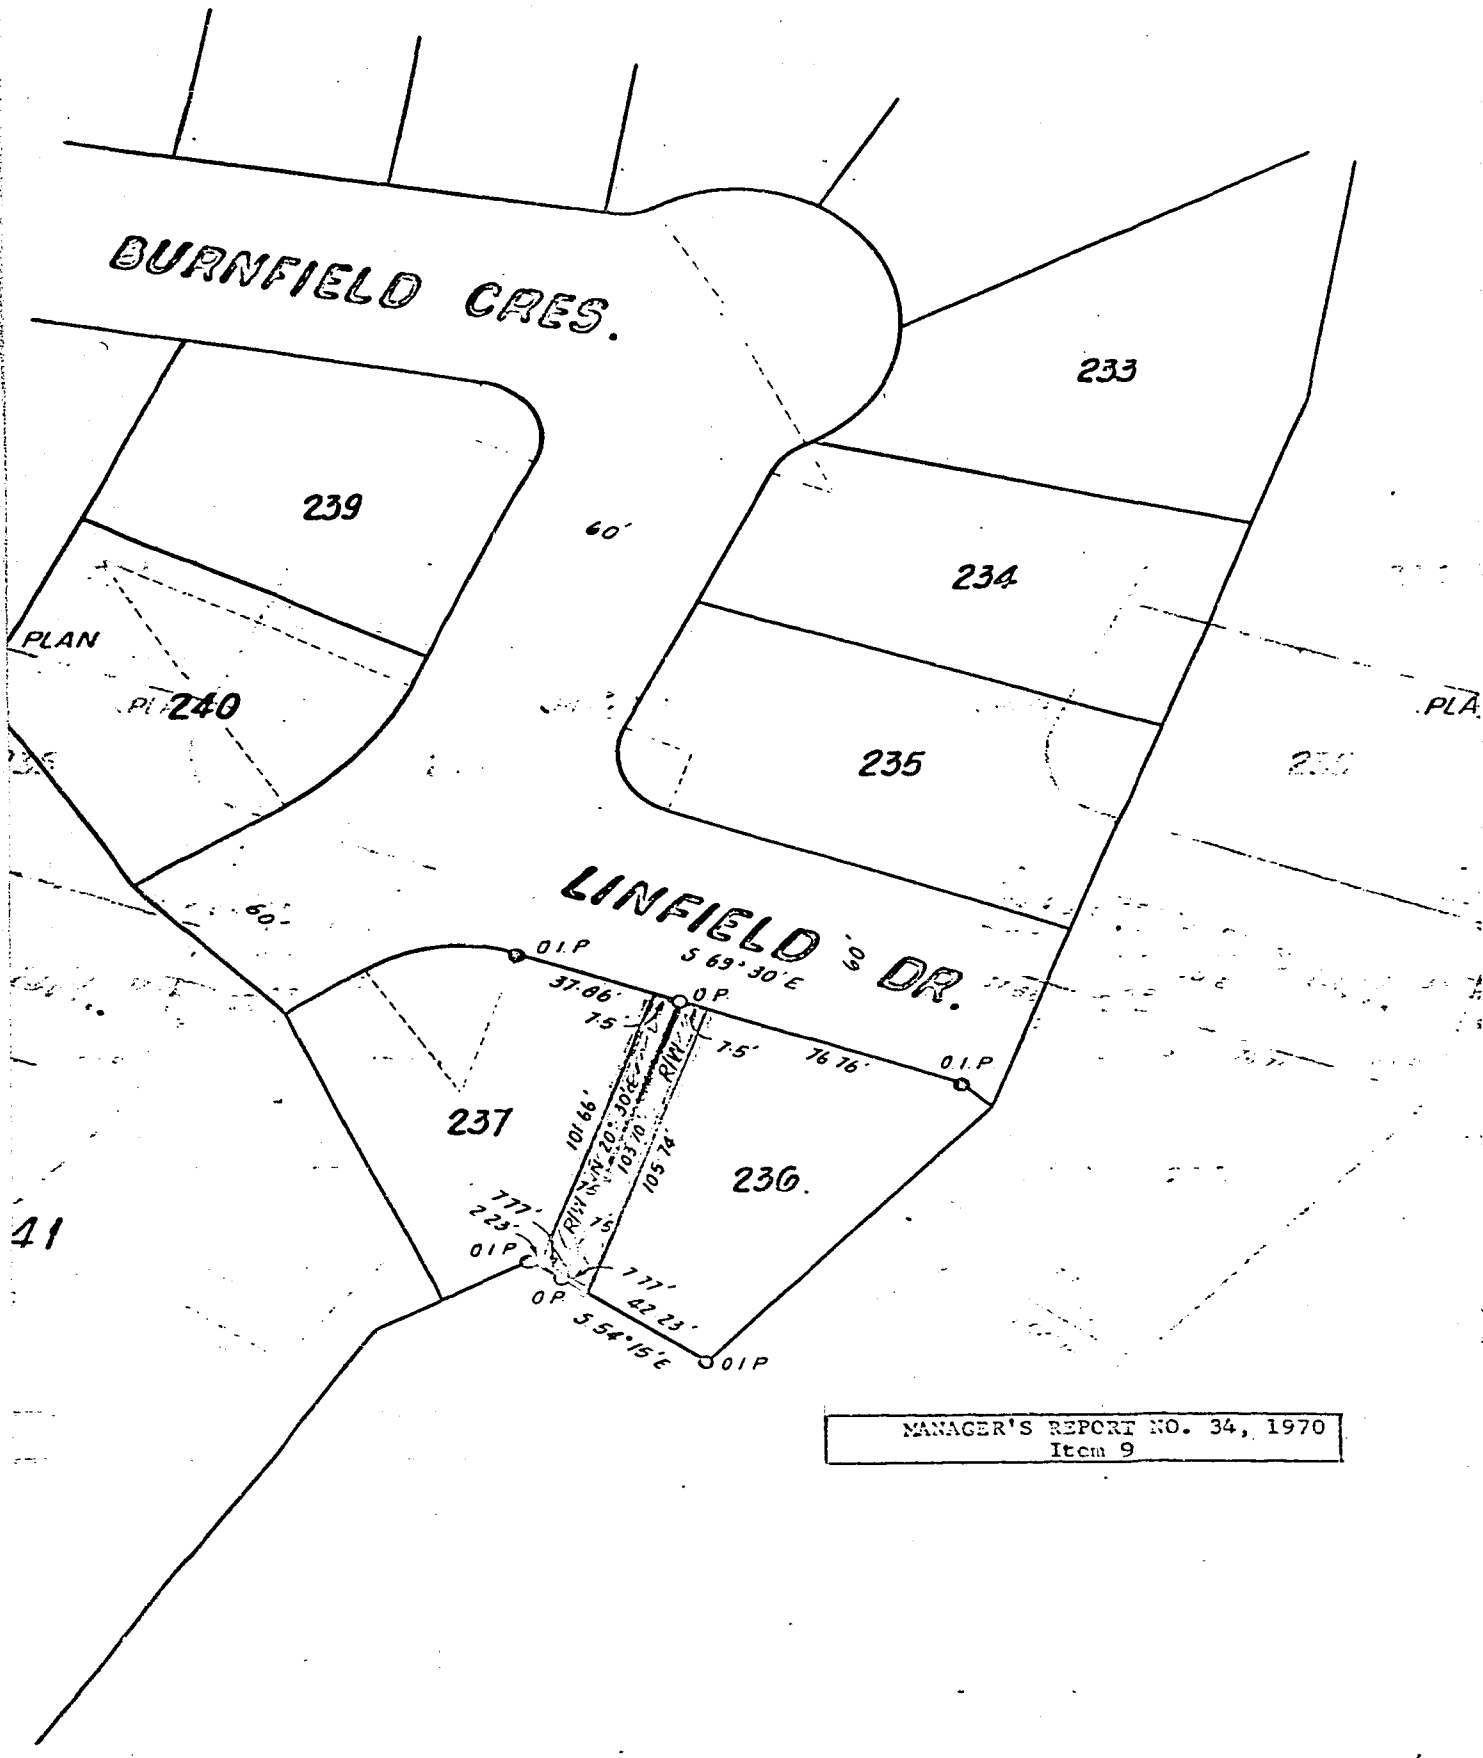 BURNFIELD CRES.
233
239
60'
234
PLAN
240
PLA
235
60'
LINFIELD DR.
60'
S 69° 30' E
O.I.P
37.86'
O.P.
7.5'
7.5'
76.76'
O.I.P
R/W
237
101.66'
N 20° 30' E
103.70'
105.74'
236.
R/W
7.5'
7.77'
2.23'
41
O.I.P
7.77'
O.P.
42.23'
S 54° 15' E
O.I.P
MANAGER'S REPORT NO. 34, 1970
Item 9